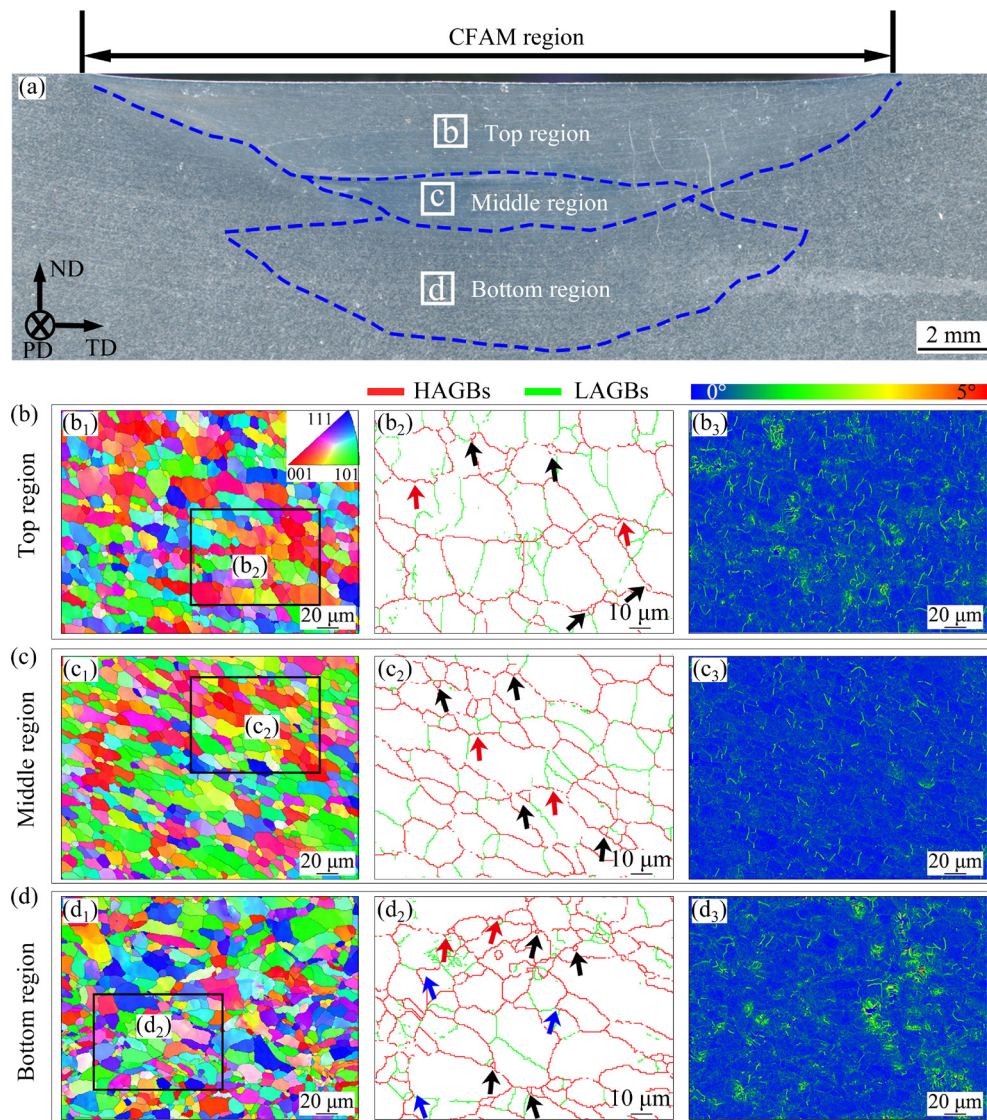 CFAM region
(a)
b Top region
c Middle region
d Bottom region
ND
PD TD
2 mm
HAGBs LAGBs 0° 5°
(b) Top region
(b₁) 111 001 101 (b₂) 20 μm
(b₂) 10 μm
(b₃) 20 μm
(c) Middle region
(c₁) (c₂) 20 μm
(c₂) 10 μm
(c₃) 20 μm
(d) Bottom region
(d₁) (d₂) 20 μm
(d₂) 10 μm
(d₃) 20 μm